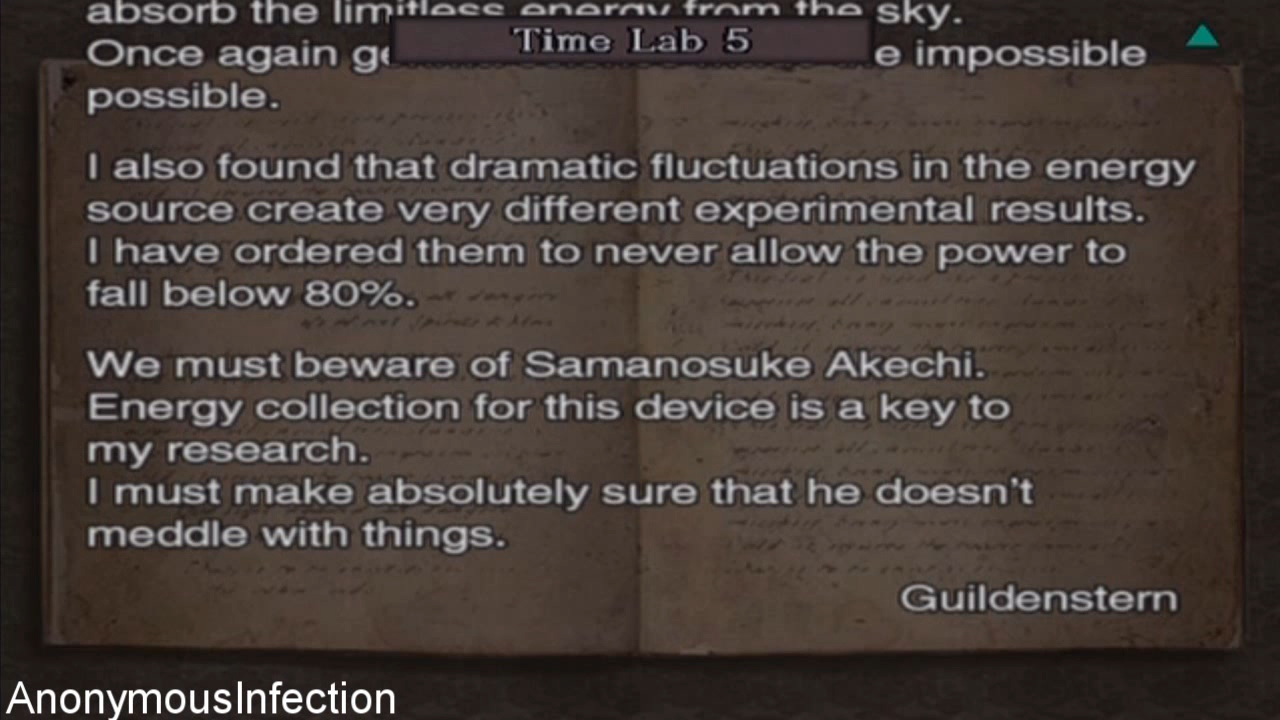 absorb the limitless energy from the sky.
Time Lab 5
Once again ge e impossible
possible.
I also found that dramatic fluctuations in the energy
source create very different experimental results.
I have ordered them to never allow the power to
fall below 80%.
We must beware of Samanosuke Akechi.
Energy collection for this device is a key to
my research.
I must make absolutely sure that he doesn't
meddle with things.
Guildenstern
AnonymousInfection